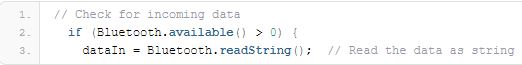 1. // Check for incoming data
2. if (Bluetooth.available() > 0) {
3. dataIn = Bluetooth.readString(); // Read the data as string